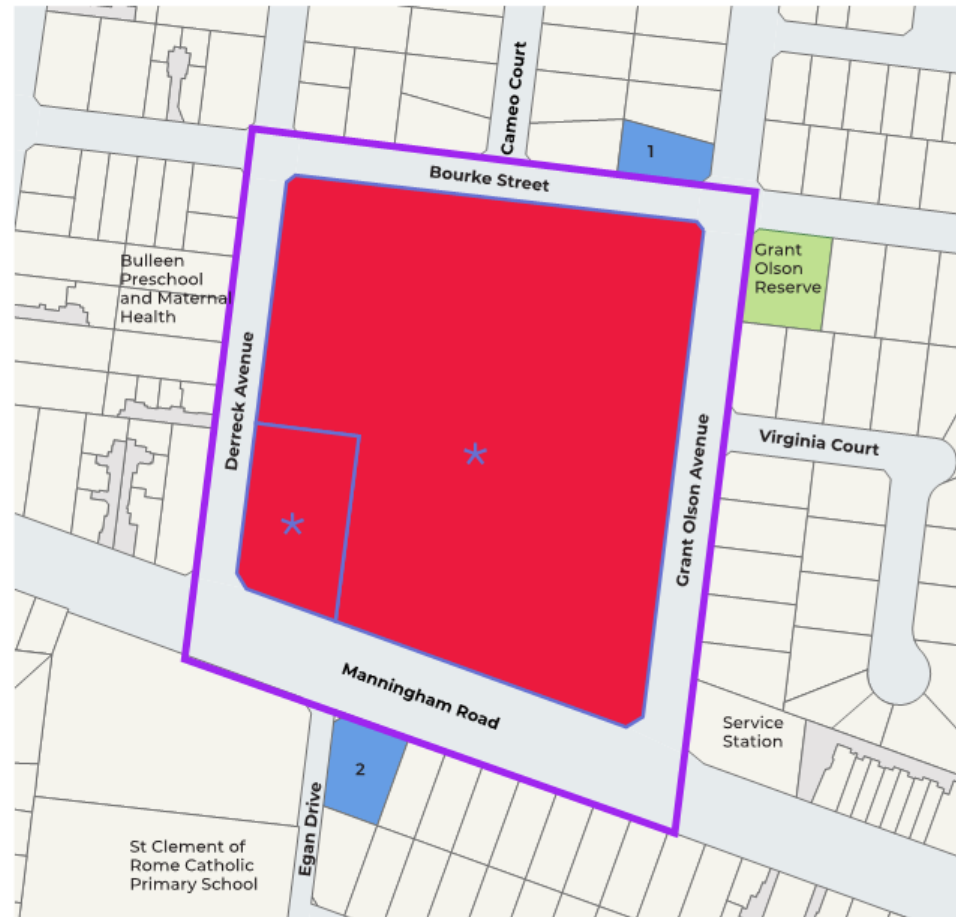 Cameo Court
1
Bourke Street
Grant
Olson
Reserve
Bulleen
Preschool
and Maternal
Health
Derreck Avenue
Virginia Court
Grant Olson Avenue
Manningham Road
Service
Station
2
Egan Drive
St Clement of
Rome Catholic
Primary School